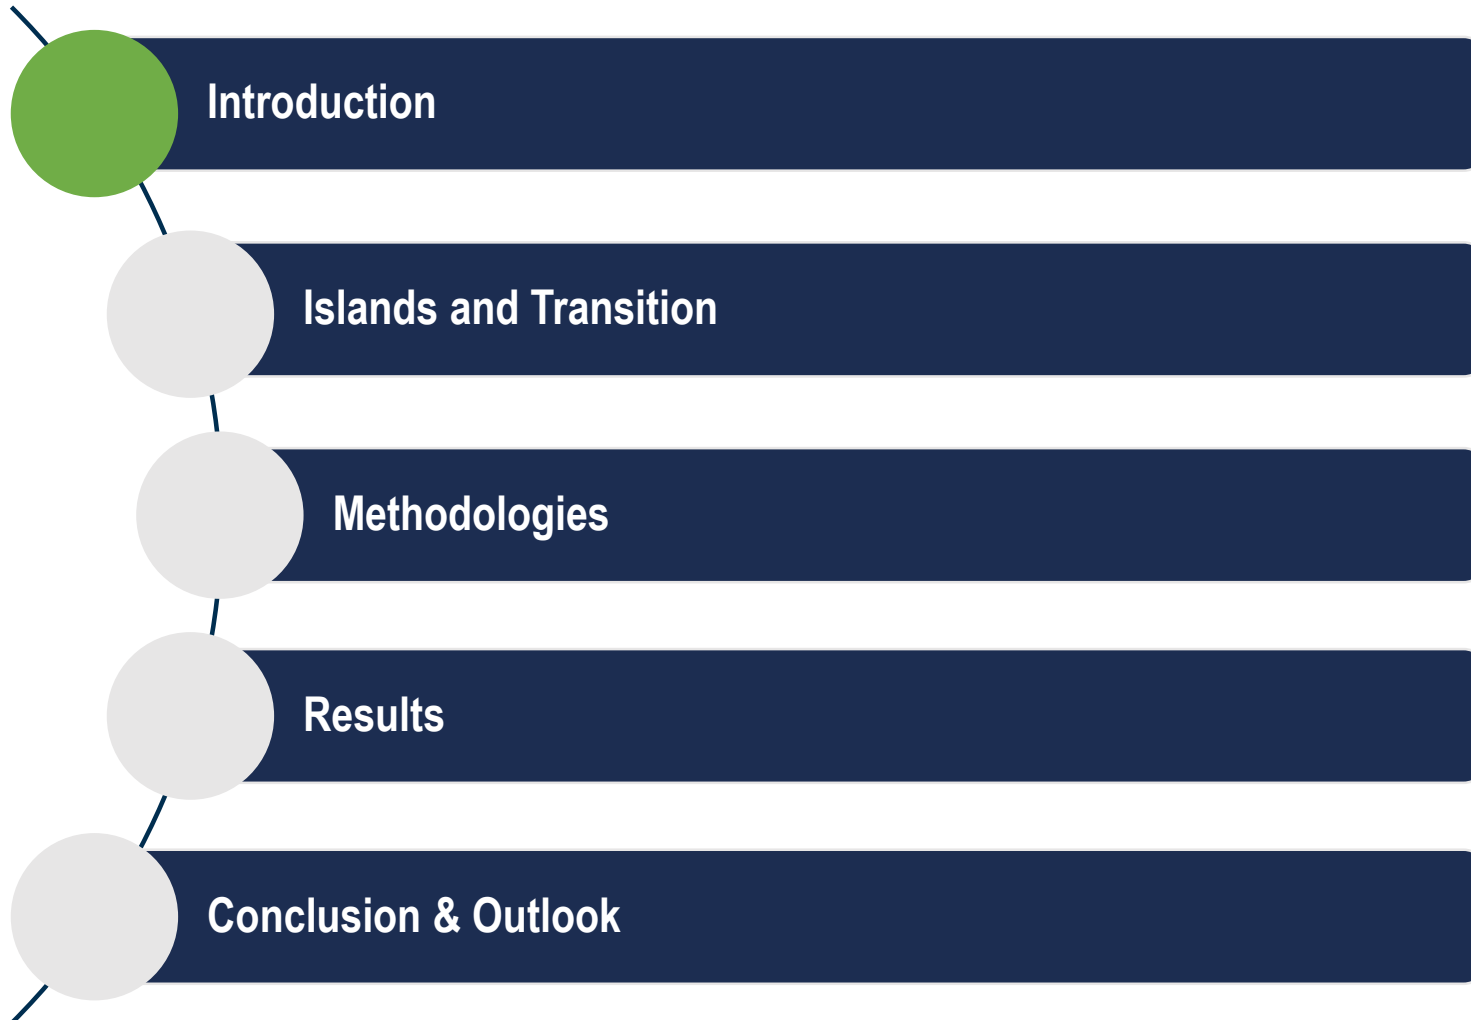 Introduction
Islands and Transition
Methodologies
Results
Conclusion & Outlook